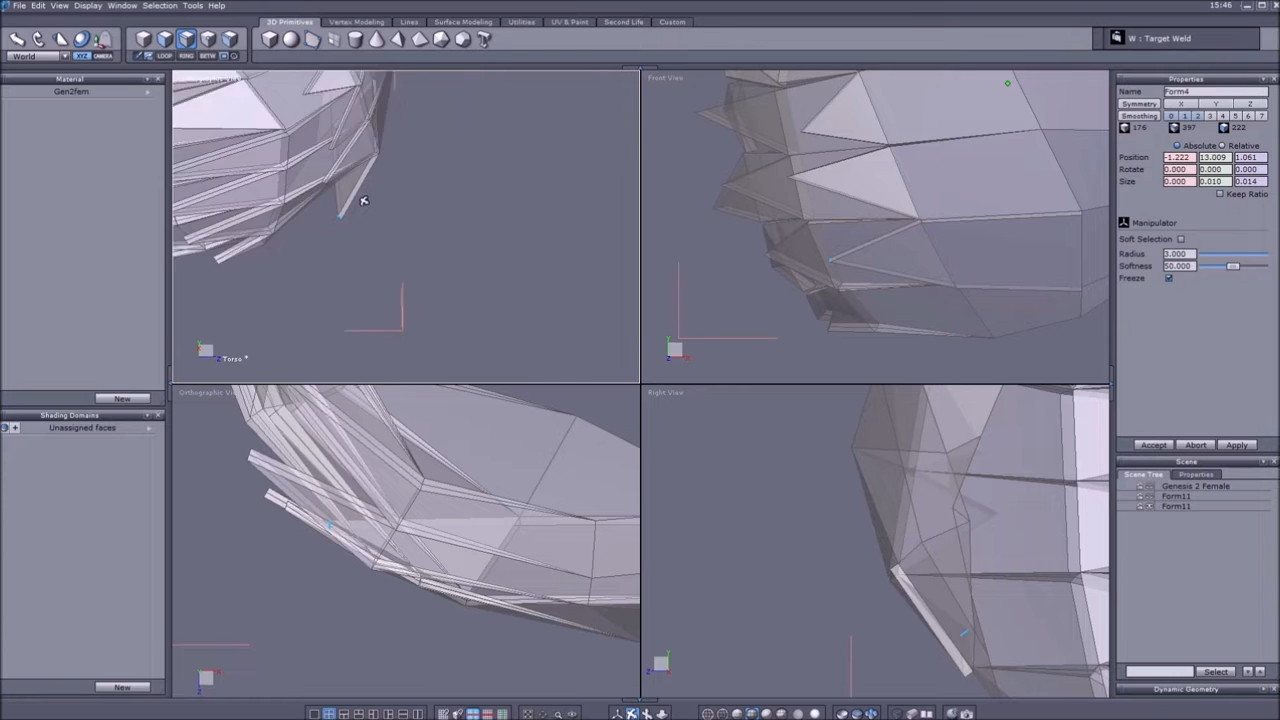 File Edit View Display Window Selection Tools Help
15:46
3D Primitives Vertex Modeling Lines Surface Modeling Utilities UV & Paint Second Life Custom
World
XYZ CAMERA
LOOP RING BETW
W : Target Weld
Material
Gen2fem
New
Shading Domains
Unassigned faces
New
Torso *
Front View
Orthographic Vi
Right View
Properties
Name Form4
Symmetry X Y Z
Smoothing 0 1 2 3 4 5 6 7
176 397 222
Absolute Relative
Position -1.222 13.009 1.061
Rotate 0.000 0.000 0.000
Size 0.000 0.010 0.014
Keep Ratio
Manipulator
Soft Selection
Radius 3.000
Softness 50.000
Freeze
Accept Abort Apply
Scene
Scene Tree Properties
Genesis 2 Female
Form11
Form11
Select
Dynamic Geometry